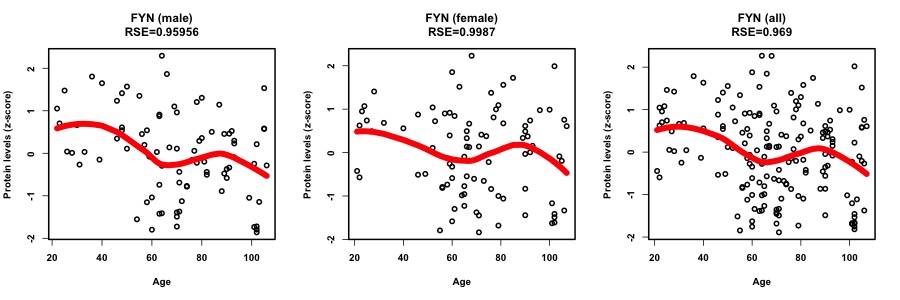 FYN (male)
RSE=0.95956
Protein levels (z-score)
2
1
0
-1
-2
20 40 60 80 100
Age
FYN (female)
RSE=0.9987
Protein levels (z-score)
2
1
0
-1
-2
20 40 60 80 100
Age
FYN (all)
RSE=0.969
Protein levels (z-score)
2
1
0
-1
-2
20 40 60 80 100
Age